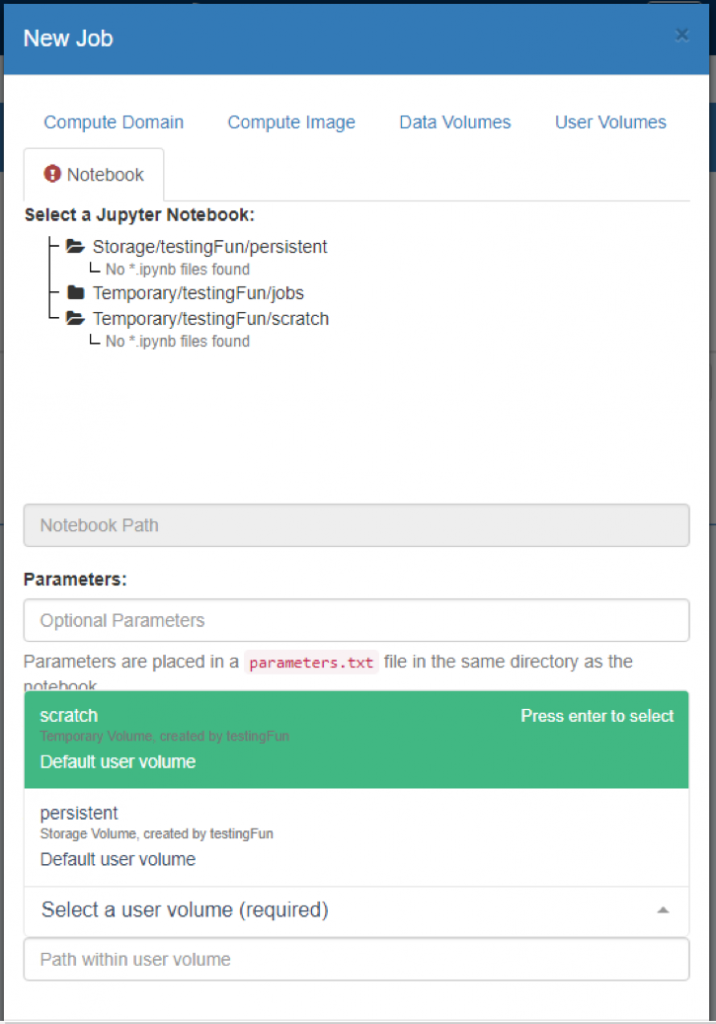 New Job
×
Compute Domain
Compute Image
Data Volumes
User Volumes
Notebook
Select a Jupyter Notebook:
Storage/testingFun/persistent
No *.ipynb files found
Temporary/testingFun/jobs
Temporary/testingFun/scratch
No *.ipynb files found
Notebook Path
Parameters:
Optional Parameters
Parameters are placed in a parameters.txt file in the same directory as the
notebook
scratch
Press enter to select
Temporary Volume, created by testingFun
Default user volume
persistent
Storage Volume, created by testingFun
Default user volume
Select a user volume (required)
Path within user volume